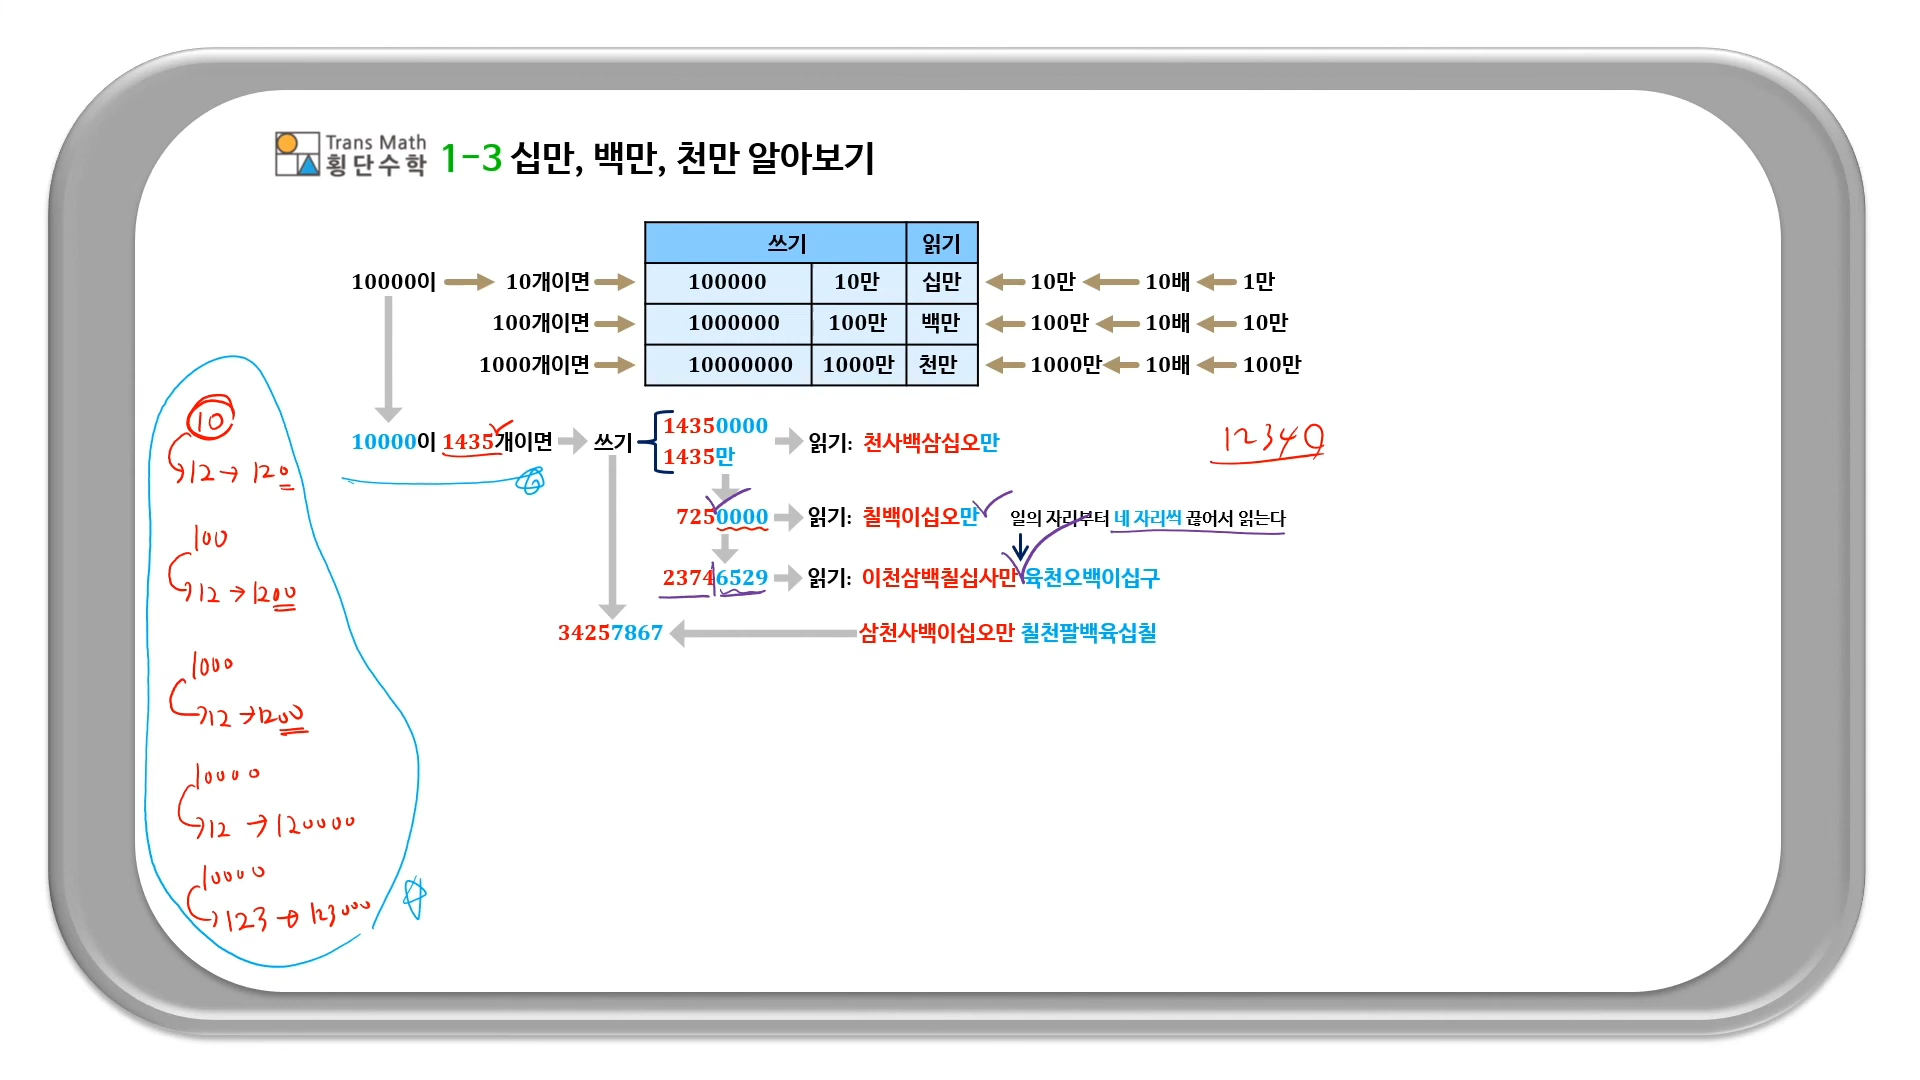 Trans Math
횡단수학
1-3 십만, 백만, 천만 알아보기
쓰기 읽기
10000이 10개이면 100000 10만 십만 10만 10배 1만
100개이면 1000000 100만 백만 100만 10배 10만
1000개이면 10000000 1000만 천만 1000만 10배 100만
10000이 1435개이면 쓰기 14350000 읽기: 천사백삼십오만
1435만
12340
7250000 읽기: 칠백이십오만 일의 자리부터 네 자리씩 끊어서 읽는다
23746529 읽기: 이천삼백칠십사만 육천오백이십구
34257867 삼천사백이십오만 칠천팔백육십칠
10
12 → 120
100
12 → 1200
1000
12 → 1200
10000
12 → 120000
10000
123 → 123000